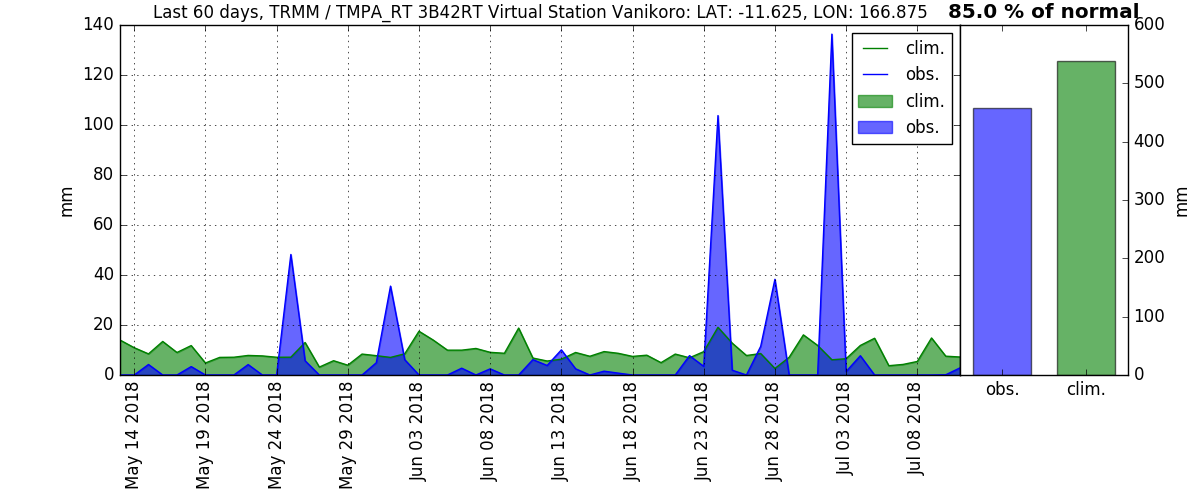 Last 60 days, TRMM / TMPA_RT 3B42RT Virtual Station Vanikoro: LAT: -11.625, LON: 166.875
85.0 % of normal
140
120
100
80
60
40
20
0
mm
clim.
obs.
clim.
obs.
600
500
400
300
200
100
0
mm
obs.
clim.
May 14 2018
May 19 2018
May 24 2018
May 29 2018
Jun 03 2018
Jun 08 2018
Jun 13 2018
Jun 18 2018
Jun 23 2018
Jun 28 2018
Jul 03 2018
Jul 08 2018